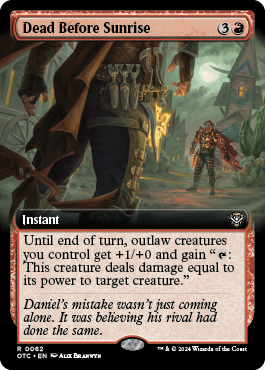 Dead Before Sunrise 3
Instant
Until end of turn, outlaw creatures
you control get +1/+0 and gain “:
This creature deals damage equal to
its power to target creature.”
Daniel’s mistake wasn’t just coming
alone. It was believing his rival had
done the same.
R 0062
OTC • EN Alix Branwyn
™ & © 2024 Wizards of the Coast